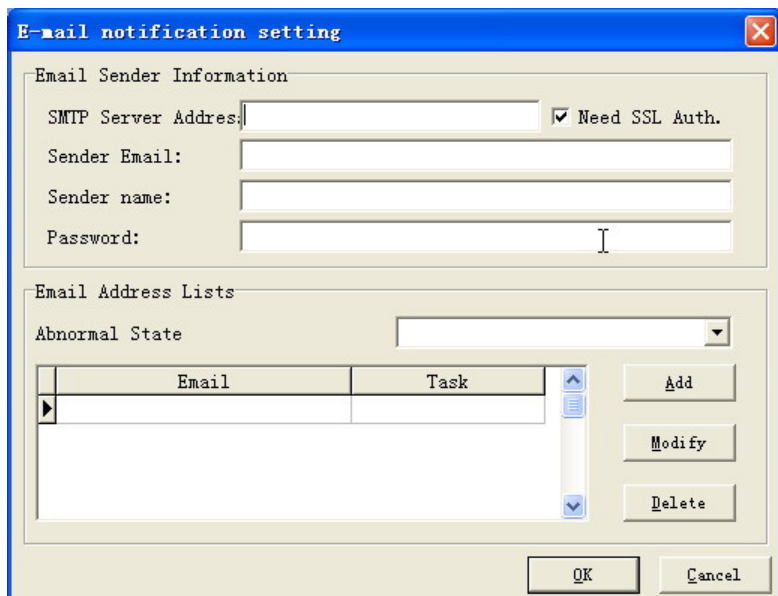 E-mail notification setting
Email Sender Information
SMTP Server Addres Need SSL Auth.
Sender Email:
Sender name:
Password:
Email Address Lists
Abnormal State
Email Task
Add
Modify
Delete
OK Cancel